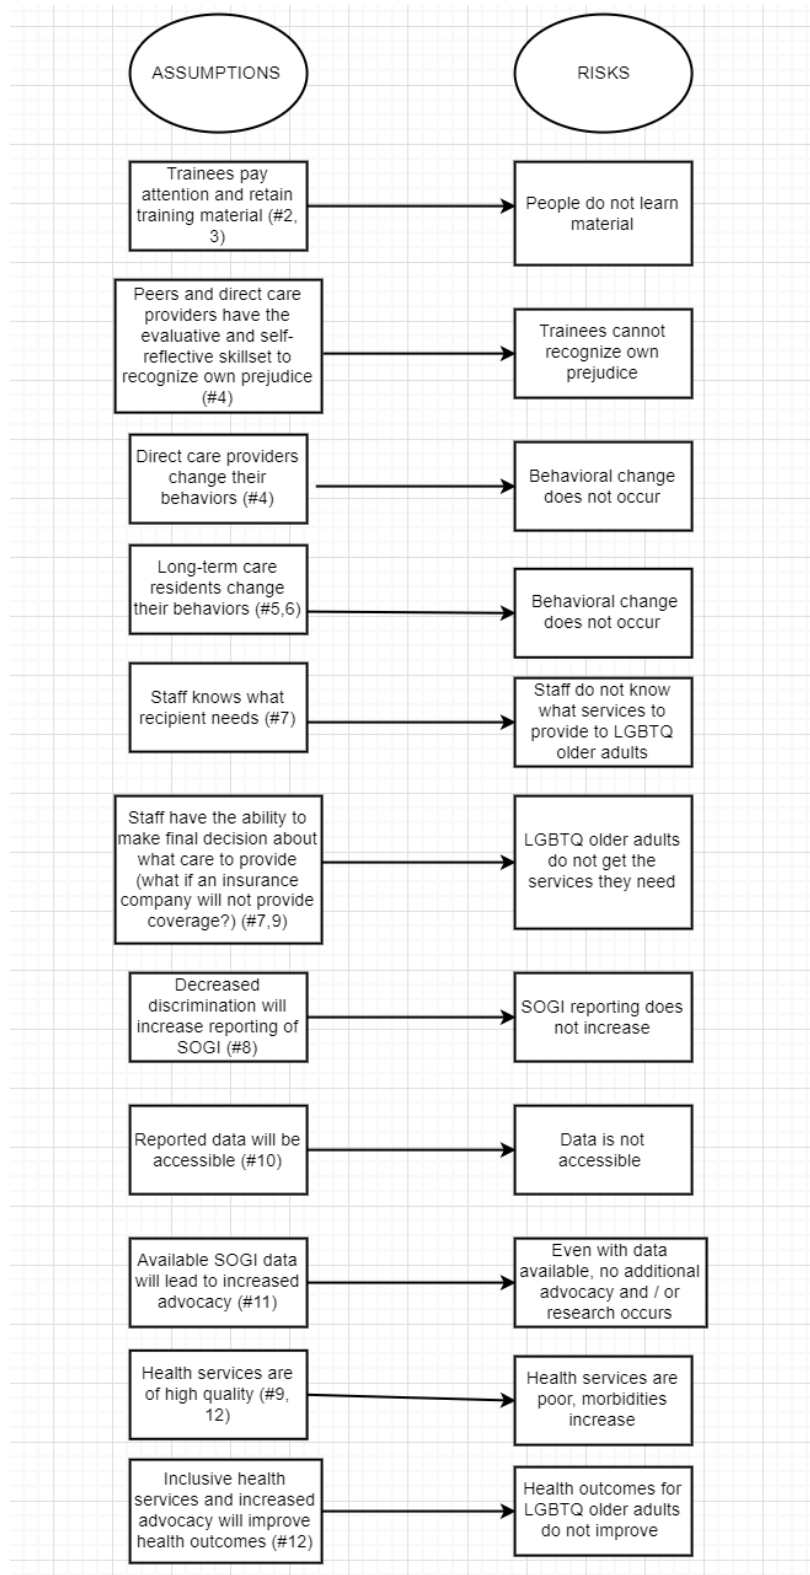 ASSUMPTIONS
RISKS
Trainees pay
attention and retain
training material (#2,
3)
People do not learn
material
Peers and direct care
providers have the
evaluative and self-
reflective skillset to
recognize own prejudice
(#4)
Trainees cannot
recognize own
prejudice
Direct care providers
change their
behaviors (#4)
Behavioral change
does not occur
Long-term care
residents change
their behaviors (#5,6)
Behavioral change
does not occur
Staff knows what
recipient needs (#7)
Staff do not know
what services to
provide to LGBTQ
older adults
Staff have the ability to
make final decision about
what care to provide
(what if an insurance
company will not provide
coverage?) (#7,9)
LGBTQ older adults
do not get the
services they need
Decreased
discrimination will
increase reporting of
SOGI (#8)
SOGI reporting does
not increase
Reported data will be
accessible (#10)
Data is not
accessible
Available SOGI data
will lead to increased
advocacy (#11)
Even with data
available, no additional
advocacy and / or
research occurs
Health services are
of high quality (#9,
12)
Health services are
poor, morbidities
increase
Inclusive health
services and increased
advocacy will improve
health outcomes (#12)
Health outcomes for
LGBTQ older adults
do not improve